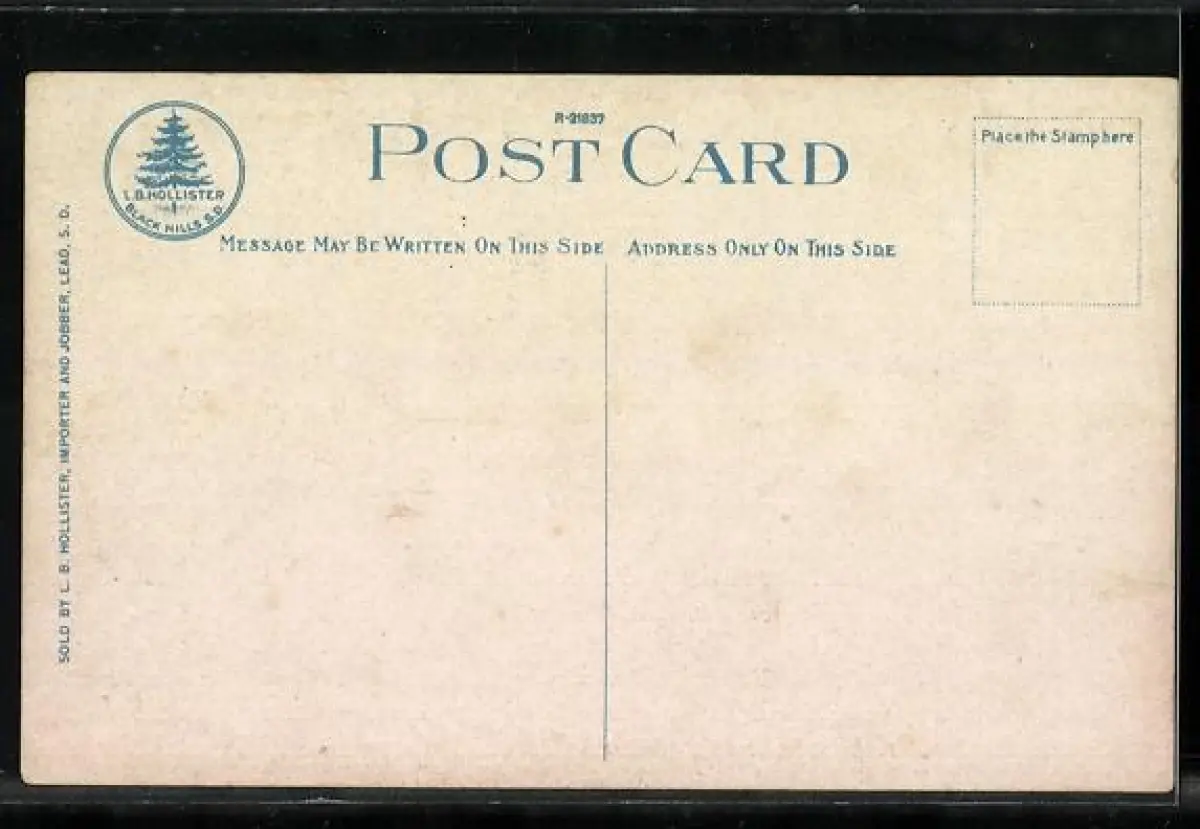 R-21837
POST CARD
Place the Stamp here
L.B. HOLLISTER
BLACK HILLS S.D.
MESSAGE MAY BE WRITTEN ON THIS SIDE
ADDRESS ONLY ON THIS SIDE
SOLD BY L. B. HOLLISTER, IMPORTER AND JOBBER, LEAD, S. D.